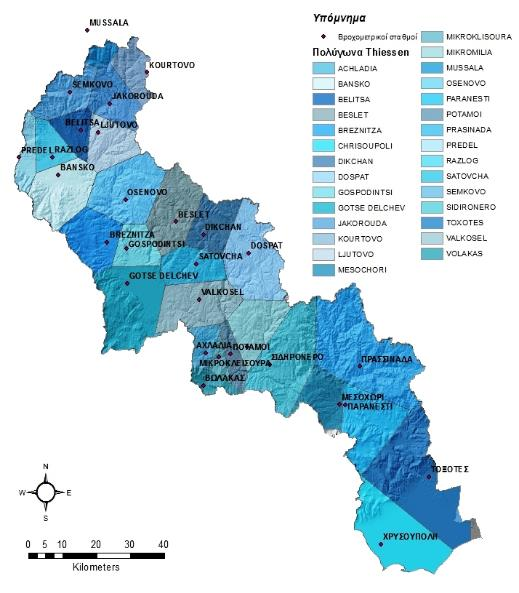 Υπόμνημα
Βροχομετρικοί σταθμοί
Πολύγωνα Thiessen
ACHLADIA
BANSKO
BELITSA
BESLET
BREZNITZA
CHRISOUPOLI
DIKCHAN
DOSPAT
GOSPODINTSI
GOTSE DELCHEV
JAKORUDA
KOURTOVO
LJUTOVO
MESOCHORI
MIKROKLISOURA
MIKROMILIA
MUSSALA
OSENOVO
PARANESTI
POTAMOI
PRASINADA
PREDEL
RAZLOG
SATOVCHA
SEMKOVO
SIDIRONERO
TOXOTES
VALKOSEL
VOLAKAS
MUSSALA
KOURTOVO
SEMKOVO
JAKOROUDA
BELITSA
LJUTOVO
PREDEL
RAZLOG
BANSKO
OSENOVO
BESLET
DIKCHAN
BREZNITZA
GOSPODINTSI
DOSPAT
SATOVCHA
GOTSE DELCHEV
VALKOSEL
ΑΧΛΑΔΙΑ
ΠΟΤΑΜΟΙ
ΜΙΚΡΟΚΛΕΙΣΟΥΡΑ
ΣΙΔΗΡΟΝΕΡΟ
ΒΩΛΑΚΑΣ
ΠΡΑΣΣΙΝΑΔΑ
ΜΕΣΟΧΩΡΙ
ΠΑΡΑΝΕΣΤΙ
ΤΟΞΟΤΕΣ
ΧΡΥΣΟΥΠΟΛΗ
N
W
E
S
0 5 10 20 30 40
Kilometers